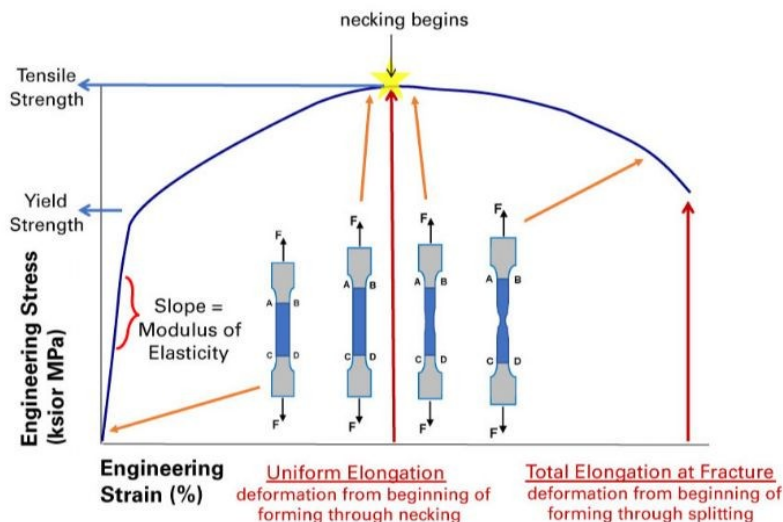 necking begins
Tensile
Strength
Yield
Strength
Slope =
Modulus of
Elasticity
Engineering Stress
(ksior MPa)
F
F
F
F
A B
A B
A B
A B
C D
C D
C D
C D
F
F
F
F
Engineering
Strain (%)
Uniform Elongation
deformation from beginning of
forming through necking
Total Elongation at Fracture
deformation from beginning of
forming through splitting